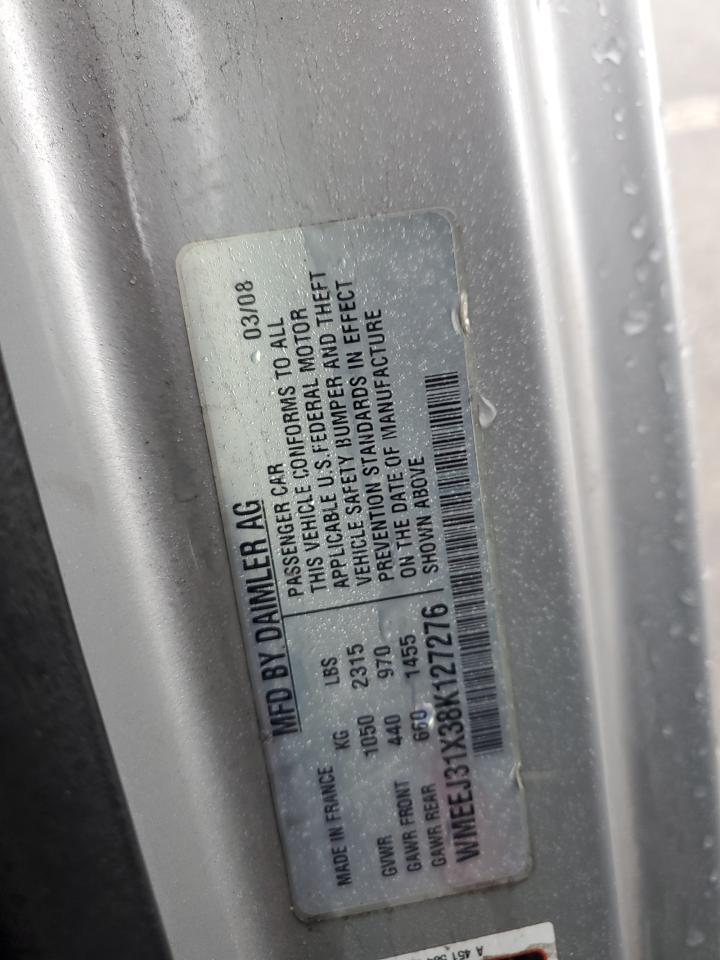 MFD BY DAIMLER AG 03/08
MADE IN FRANCE KG LBS
GVWR 1050 2315
GAWR FRONT 440 970
GAWR REAR 660 1455
PASSENGER CAR
THIS VEHICLE CONFORMS TO ALL
APPLICABLE U.S.FEDERAL MOTOR
VEHICLE SAFETY BUMPER AND THEFT
PREVENTION STANDARDS IN EFFECT
ON THE DATE OF MANUFACTURE
SHOWN ABOVE
WMEEJ31X38K127276
A 451